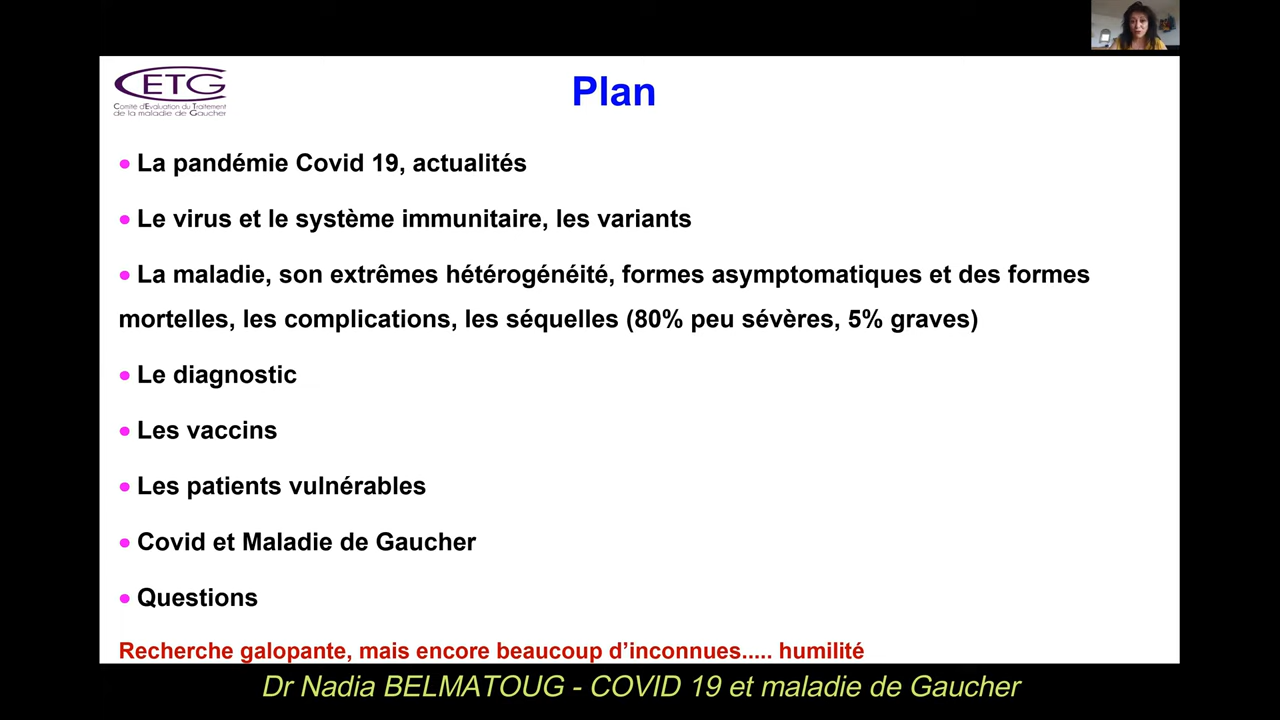 CETG
Comité d'Evaluation du Traitement
de la maladie de Gaucher
Plan
• La pandémie Covid 19, actualités
• Le virus et le système immunitaire, les variants
• La maladie, son extrêmes hétérogénéité, formes asymptomatiques et des formes
mortelles, les complications, les séquelles (80% peu sévères, 5% graves)
• Le diagnostic
• Les vaccins
• Les patients vulnérables
• Covid et Maladie de Gaucher
• Questions
Recherche galopante, mais encore beaucoup d’inconnues..... humilité
Dr Nadia BELMATOUG - COVID 19 et maladie de Gaucher